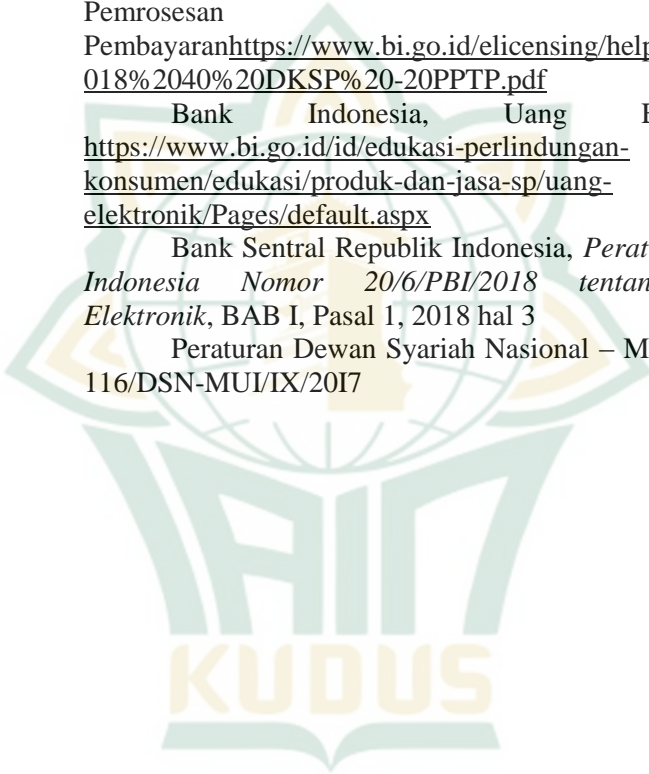 Pemrosesan
Pembayaranhttps://www.bi.go.id/elicensing/help
018%2040%20DKSP%20-20PPTP.pdf
Bank Indonesia, Uang
https://www.bi.go.id/id/edukasi-perlindungan-
konsumen/edukasi/produk-dan-jasa-sp/uang-
elektronik/Pages/default.aspx
Bank Sentral Republik Indonesia, Perat
Indonesia Nomor 20/6/PBI/2018 tentan
Elektronik, BAB I, Pasal 1, 2018 hal 3
Peraturan Dewan Syariah Nasional – M
116/DSN-MUI/IX/20I7
IAIN
KUDUS